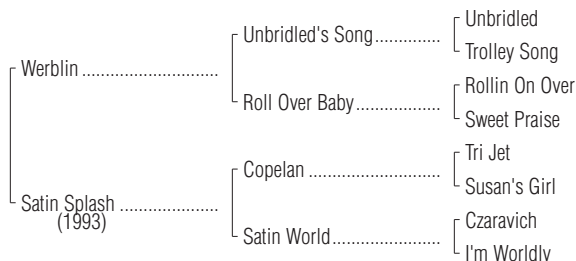 Unbridled
Unbridled's Song...............
Trolley Song
Werblin .............................
Rollin On Over
Roll Over Baby...................
Sweet Praise
Tri Jet
Copelan .............................
Susan's Girl
Satin Splash .....................
(1993)
Czaravich
Satin World........................
I'm Worldly